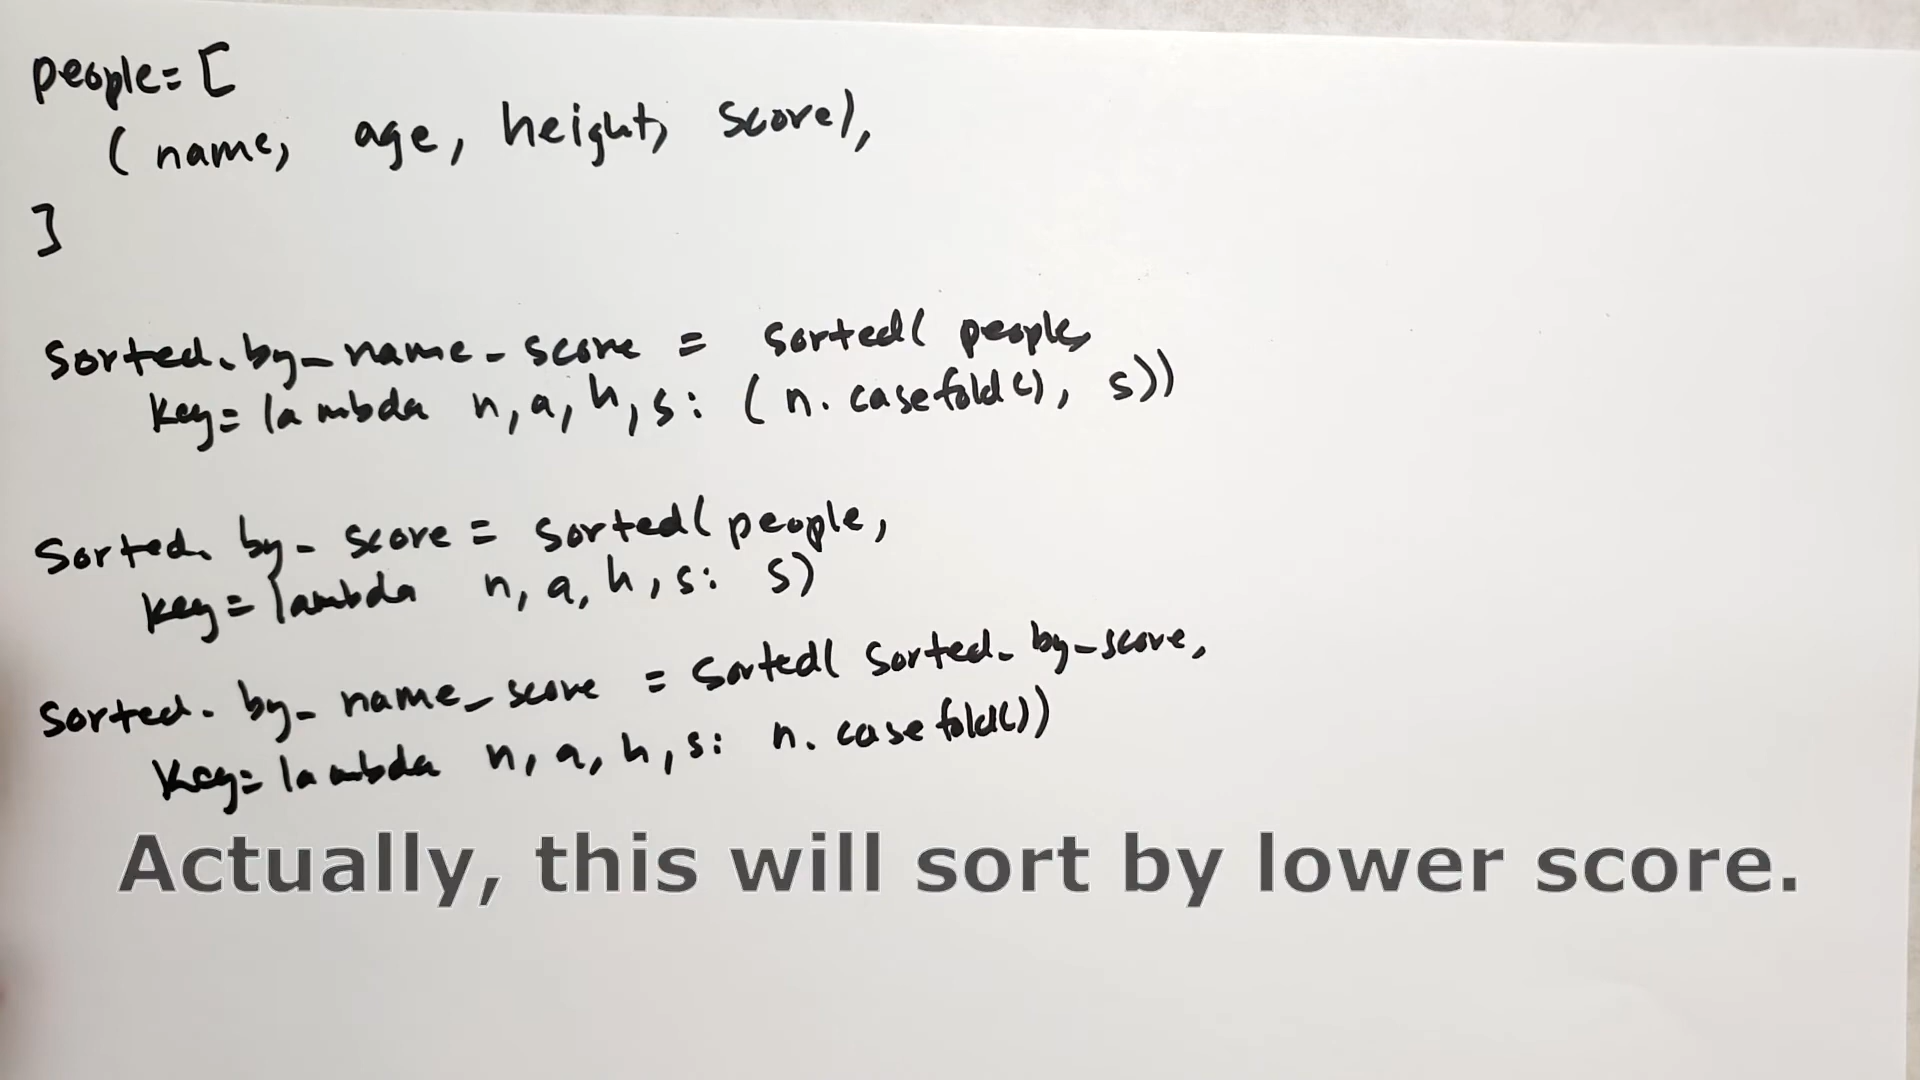 people=[
(name, age, height, score),
]
sorted_by_name_score = sorted(people,
key=lambda n,a,h,s: (n.casefold(), s))
sorted_by_score = sorted(people,
key=lambda n,a,h,s: s)
sorted_by_name_score = sorted(sorted_by_score,
key=lambda n,a,h,s: n.casefold())
Actually, this will sort by lower score.